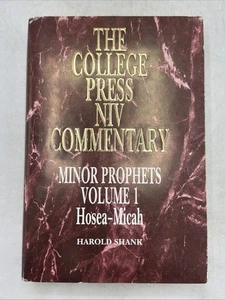 THE
COLLEGE
PRESS
NIV
COMMENTARY
MINOR PROPHETS
VOLUME 1
Hosea-Micah
HAROLD SHANK